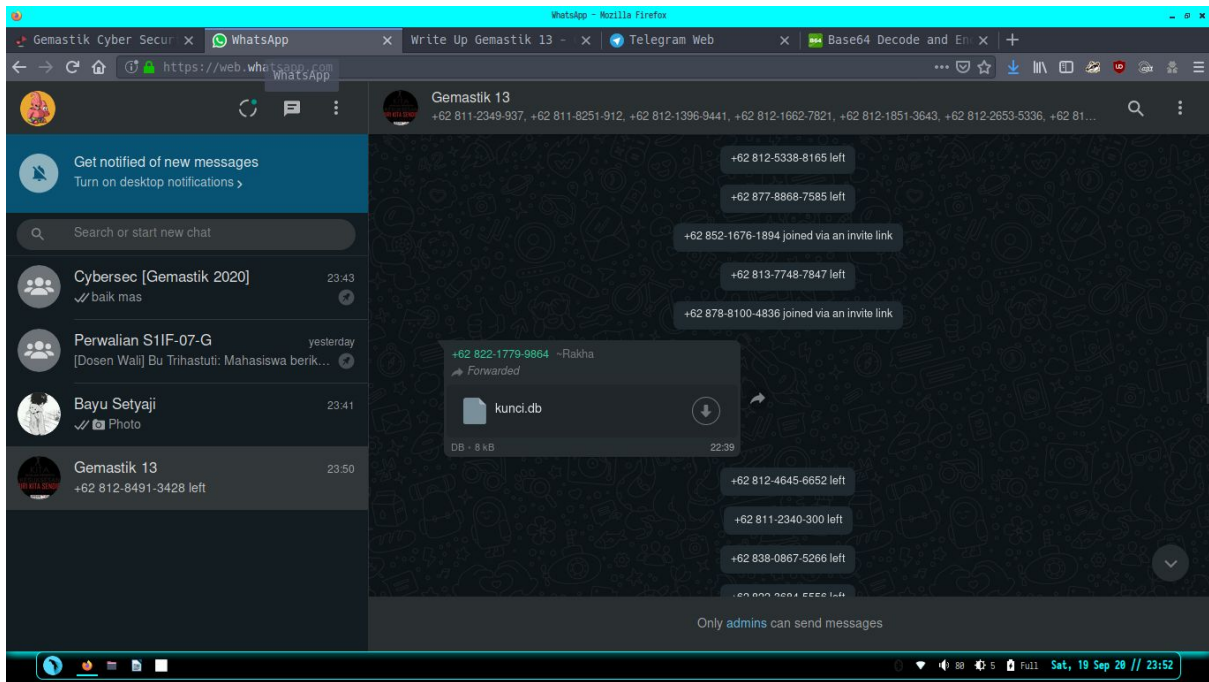 WhatsApp - Mozilla Firefox
Gemastik Cyber Secur
WhatsApp
Write Up Gemastik 13 -
Telegram Web
Base64 Decode and En
https://web.whatsapp.com
WhatsApp
Get notified of new messages
Turn on desktop notifications >
Search or start new chat
Cybersec [Gemastik 2020] 23:43
baik mas
Perwalian S1IF-07-G yesterday
[Dosen Wali] Bu Trihastuti: Mahasiswa berik...
Bayu Setyaji 23:41
Photo
Gemastik 13 23:50
+62 812-8491-3428 left
Gemastik 13
+62 811-2349-937, +62 811-8251-912, +62 812-1396-9441, +62 812-1662-7821, +62 812-1851-3643, +62 812-2653-5336, +62 81...
+62 812-5338-8165 left
+62 877-8868-7585 left
+62 852-1676-1894 joined via an invite link
+62 813-7748-7847 left
+62 878-8100-4836 joined via an invite link
+62 822-1779-9864 ~Rakha
Forwarded
kunci.db
DB • 8 kB 22:39
+62 812-4645-6652 left
+62 811-2340-300 left
+62 838-0867-5266 left
Only admins can send messages
80 5 Full Sat, 19 Sep 20 // 23:52